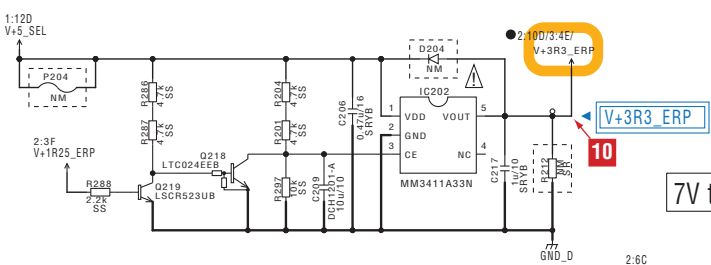 1:12D
V+5_SEL
P204
NM
2:3F
V+1R25_ERP
R288
2.2k
SS
R286
4.7k
SS
R287
4.7k
SS
Q219
LSCR523UB
LTC024EEB
Q218
R204
4.7k
SS
R201
4.7k
SS
R297
10k
SS
C209
DCH1201-A
10u/10
C206
0.47u/16
SRYB
D204
NM
IC202
1
VDD
VOUT
5
2
GND
3
CE
NC
4
MM3411A33N
C217
1u/10
SRYB
R212
NM
SR
GND_D
2:10D/3:4E/
V+3R3_ERP
V+3R3_ERP
10
7V t
2:6C